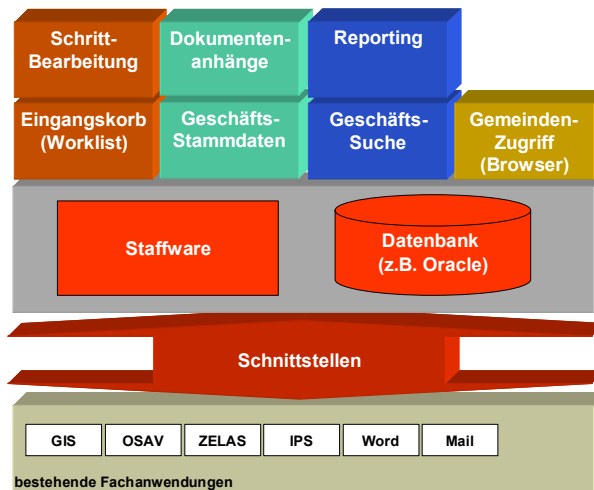 Schritt-
Bearbeitung
Dokumenten-
anhänge
Reporting
Eingangskorb
(Worklist)
Geschäfts-
Stammdaten
Geschäfts-
Suche
Gemeinden-
Zugriff
(Browser)
Staffware
Datenbank
(z.B. Oracle)
Schnittstellen
GIS
OSAV
ZELAS
IPS
Word
Mail
bestehende Fachanwendungen